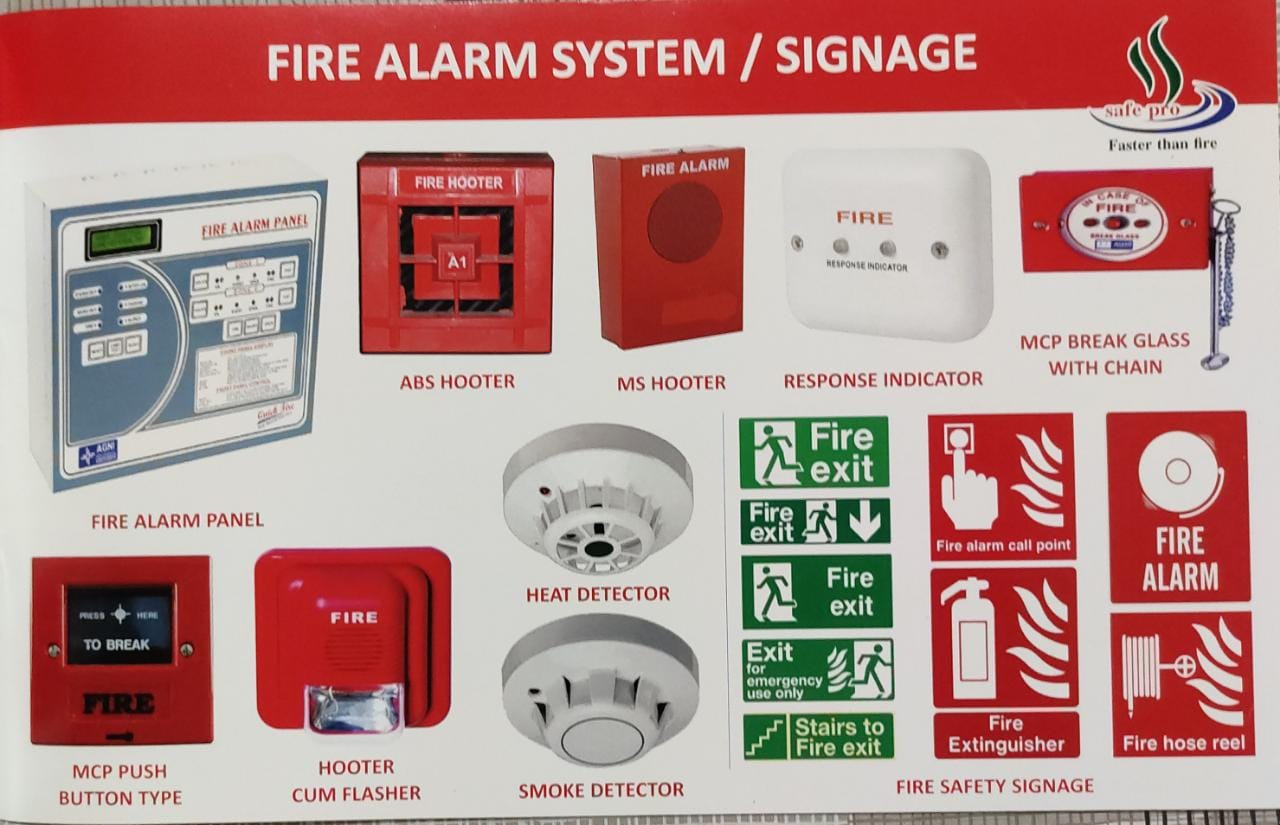 FIRE ALARM SYSTEM / SIGNAGE
safe pro
Faster than fire
FIRE ALARM PANEL
AGNI
FIRE ALARM PANEL
FIRE HOOTER
A1
ABS HOOTER
FIRE ALARM
MS HOOTER
FIRE
RESPONSE INDICATOR
RESPONSE INDICATOR
IN CASE OF
FIRE
BREAK GLASS
MCP BREAK GLASS
WITH CHAIN
PRESS HERE
TO BREAK
FIRE
MCP PUSH
BUTTON TYPE
FIRE
HOOTER
CUM FLASHER
HEAT DETECTOR
SMOKE DETECTOR
Fire
exit
Fire
exit
Fire
exit
Exit
for
emergency
use only
Stairs to
Fire exit
Fire alarm call point
Fire
Extinguisher
FIRE
ALARM
Fire hose reel
FIRE SAFETY SIGNAGE